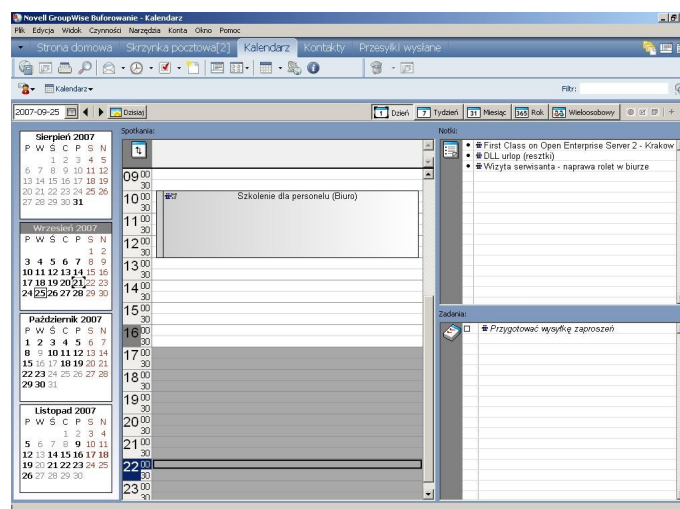 Novell GroupWise Buforowanie - Kalendarz
Plik Edycja Widok Czynności Narzędzia Konta Okno Pomoc
Strona domowa Skrzynka pocztowa[2] Kalendarz Kontakty Przesyłki wysłane
Kalendarz Filtr:
2007-09-25 Dzisiaj 1 Dzień 7 Tydzień 31 Miesiąc 365 Rok Wieloosobowy
Sierpień 2007
P W Ś C P S N
1 2 3 4 5
6 7 8 9 10 11 12
13 14 15 16 17 18 19
20 21 22 23 24 25 26
27 28 29 30 31
Wrzesień 2007
P W Ś C P S N
1 2
3 4 5 6 7 8 9
10 11 12 13 14 15 16
17 18 19 20 21 22 23
24 25 26 27 28 29 30
Październik 2007
P W Ś C P S N
1 2 3 4 5 6 7
8 9 10 11 12 13 14
15 16 17 18 19 20 21
22 23 24 25 26 27 28
29 30 31
Listopad 2007
P W Ś C P S N
1 2 3 4
5 6 7 8 9 10 11
12 13 14 15 16 17 18
19 20 21 22 23 24 25
26 27 28 29 30
Spotkania:
09 00
30
10 00 Szkolenie dla personelu (Biuro)
30
11 00
30
12 00
30
13 00
30
14 00
30
15 00
30
16 00
30
17 00
30
18 00
30
19 00
30
20 00
30
21 00
30
22 00
30
23 00
30
Notki:
First Class on Open Enterprise Server 2 - Krakow
DLL urlop (resztki)
Wizyta serwisanta - naprawa rolet w biurze
Zadania:
Przygotować wysyłkę zaproszeń